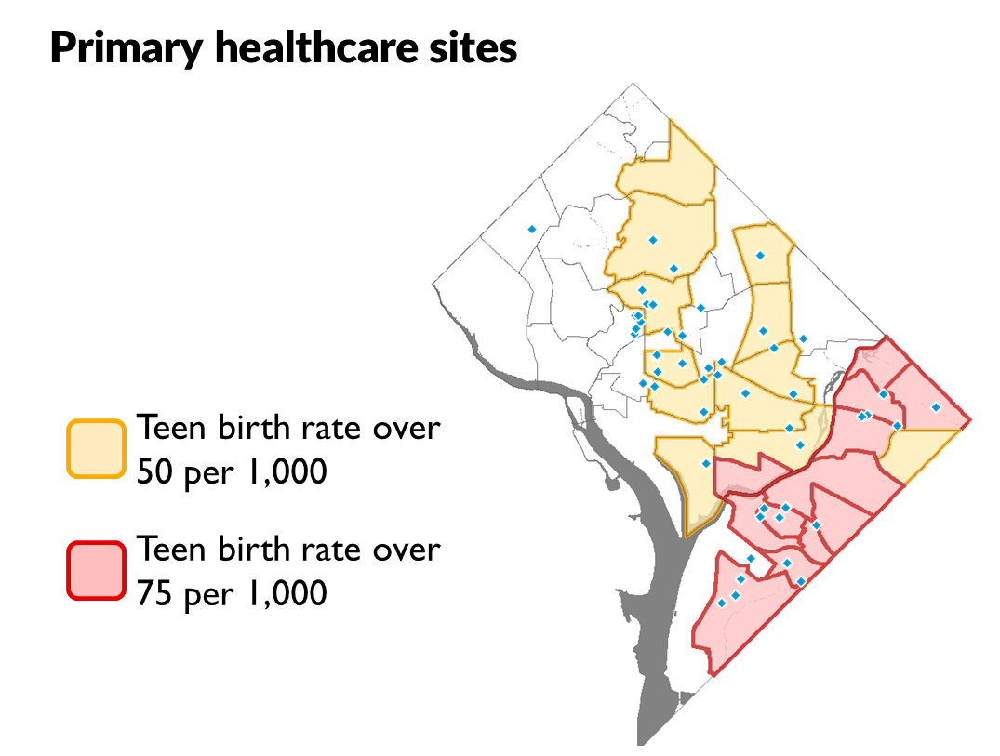 Primary healthcare sites
Teen birth rate over
50 per 1,000
Teen birth rate over
75 per 1,000